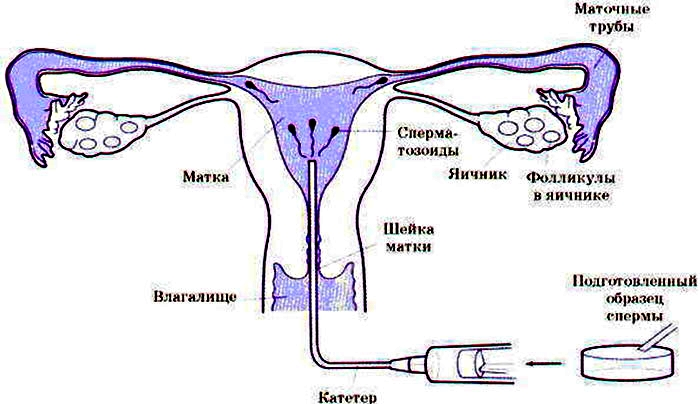 Маточные
трубы
Сперма-
тозоиды
Матка
Яичник
Фолликулы
в яичнике
Шейка
матки
Влагалище
Подготовленный
образец
спермы
Катетер